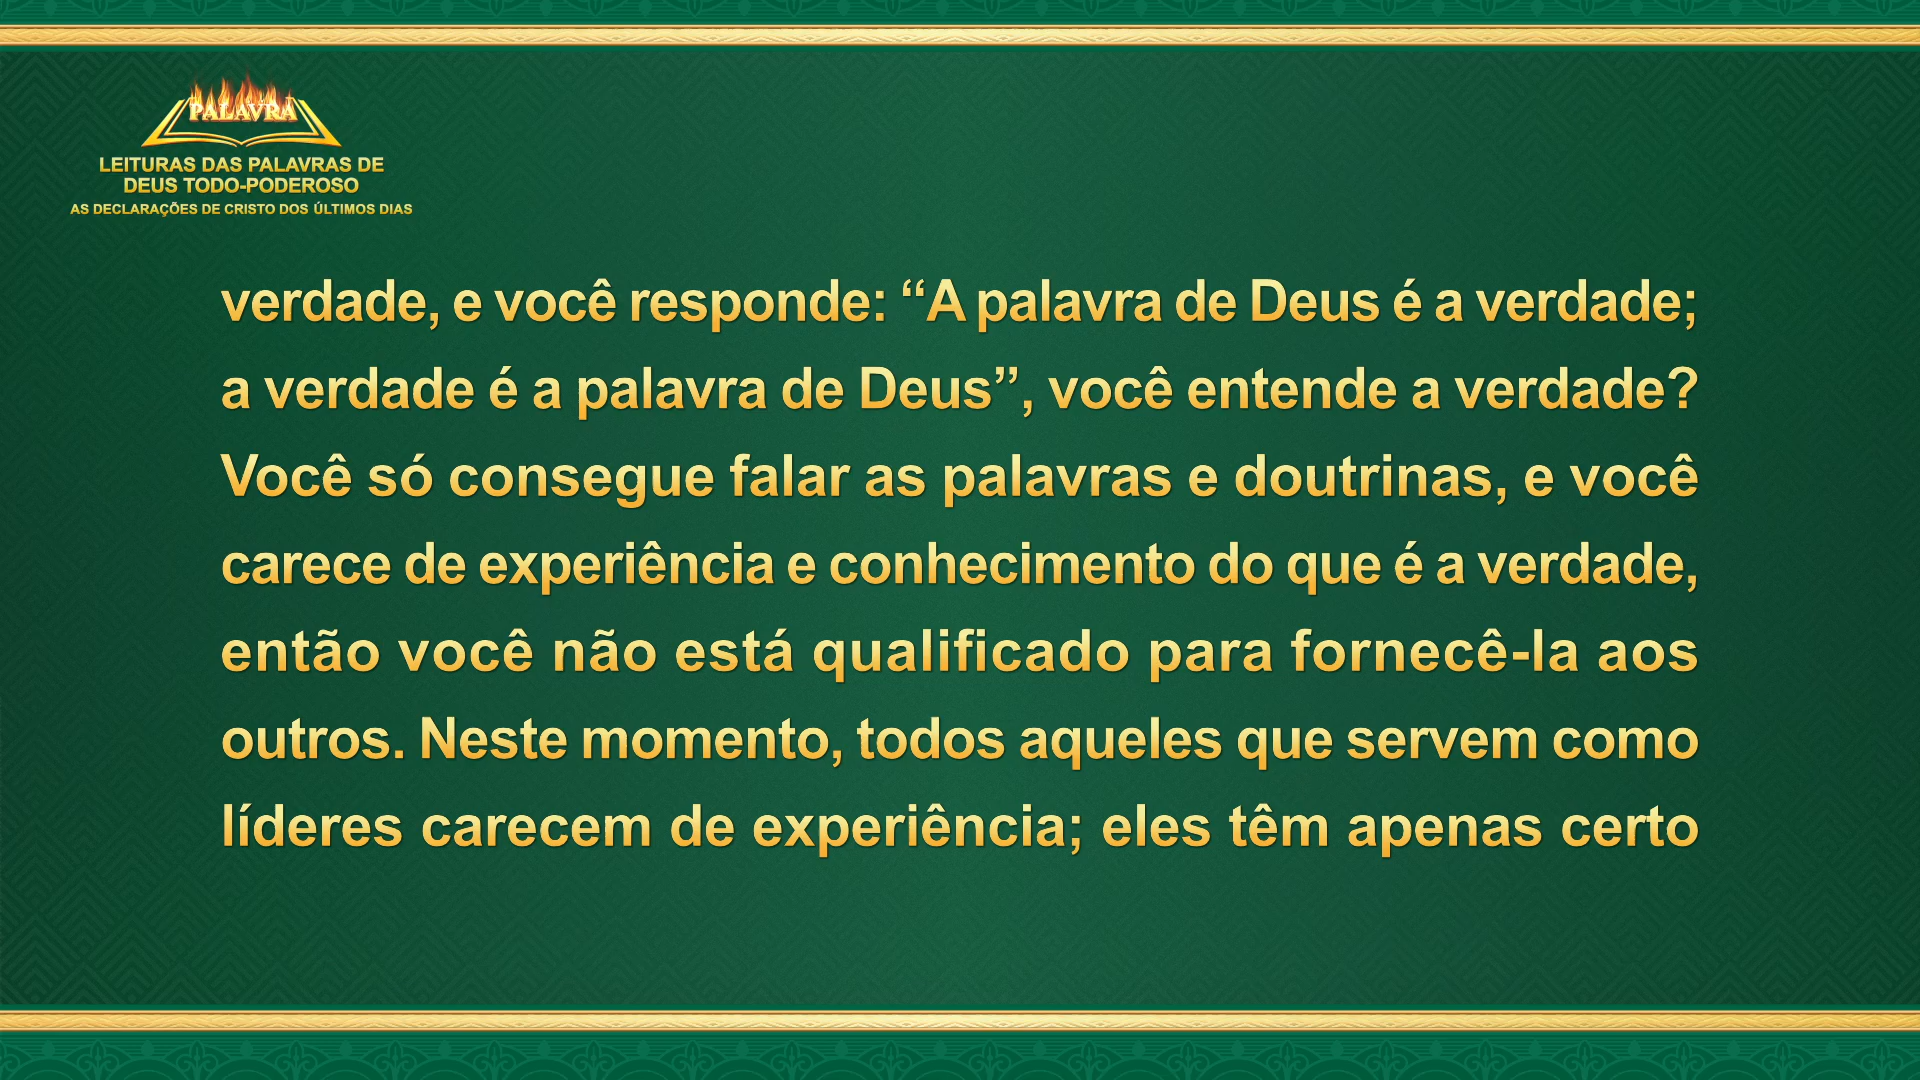 PALAVRA
LEITURAS DAS PALAVRAS DE
DEUS TODO-PODEROSO
AS DECLARAÇÕES DE CRISTO DOS ÚLTIMOS DIAS
verdade, e você responde: “A palavra de Deus é a verdade;
a verdade é a palavra de Deus”, você entende a verdade?
Você só consegue falar as palavras e doutrinas, e você
carece de experiência e conhecimento do que é a verdade,
então você não está qualificado para fornecê-la aos
outros. Neste momento, todos aqueles que servem como
líderes carecem de experiência; eles têm apenas certo